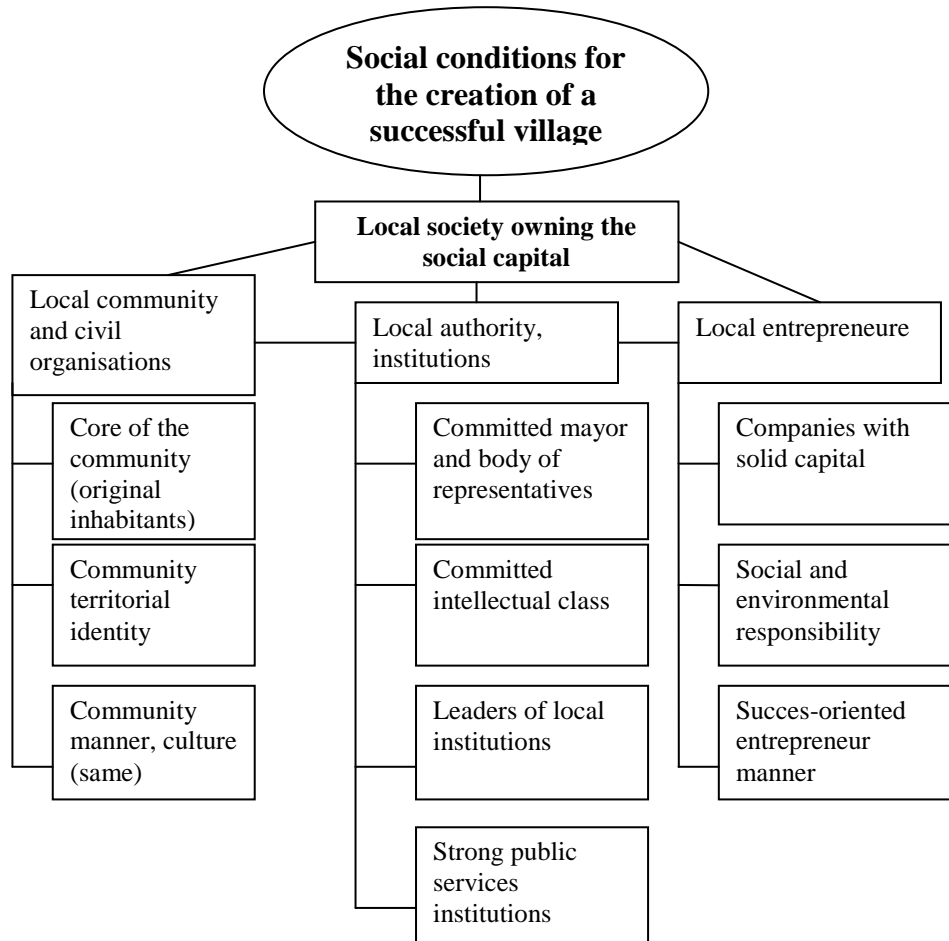 Social conditions for
the creation of a
successful village
Local society owning the
social capital
Local community
and civil
organisations
Local authority,
institutions
Local entrepreneure
Core of the
community
(original
inhabitants)
Committed mayor
and body of
representatives
Companies with
solid capital
Community
territorial
identity
Committed
intellectual class
Social and
environmental
responsibility
Community
manner, culture
(same)
Leaders of local
institutions
Succes-oriented
entrepreneur
manner
Strong public
services
institutions